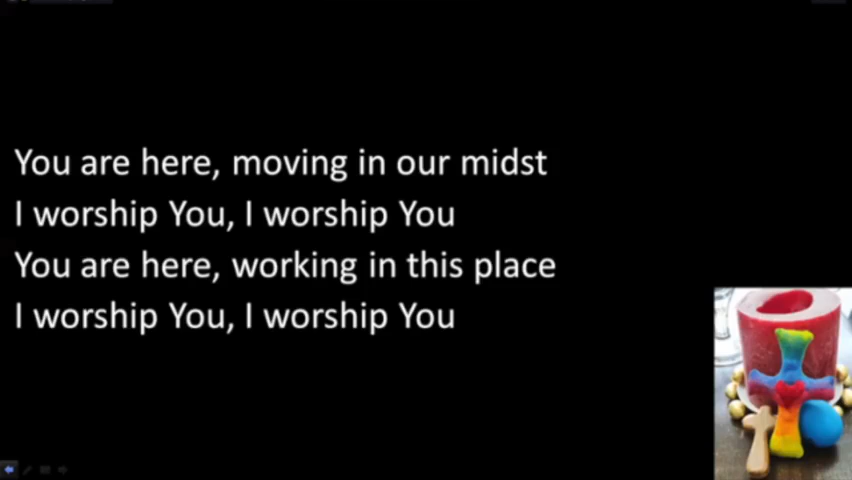 You are here, moving in our midst
I worship You, I worship You
You are here, working in this place
I worship You, I worship You